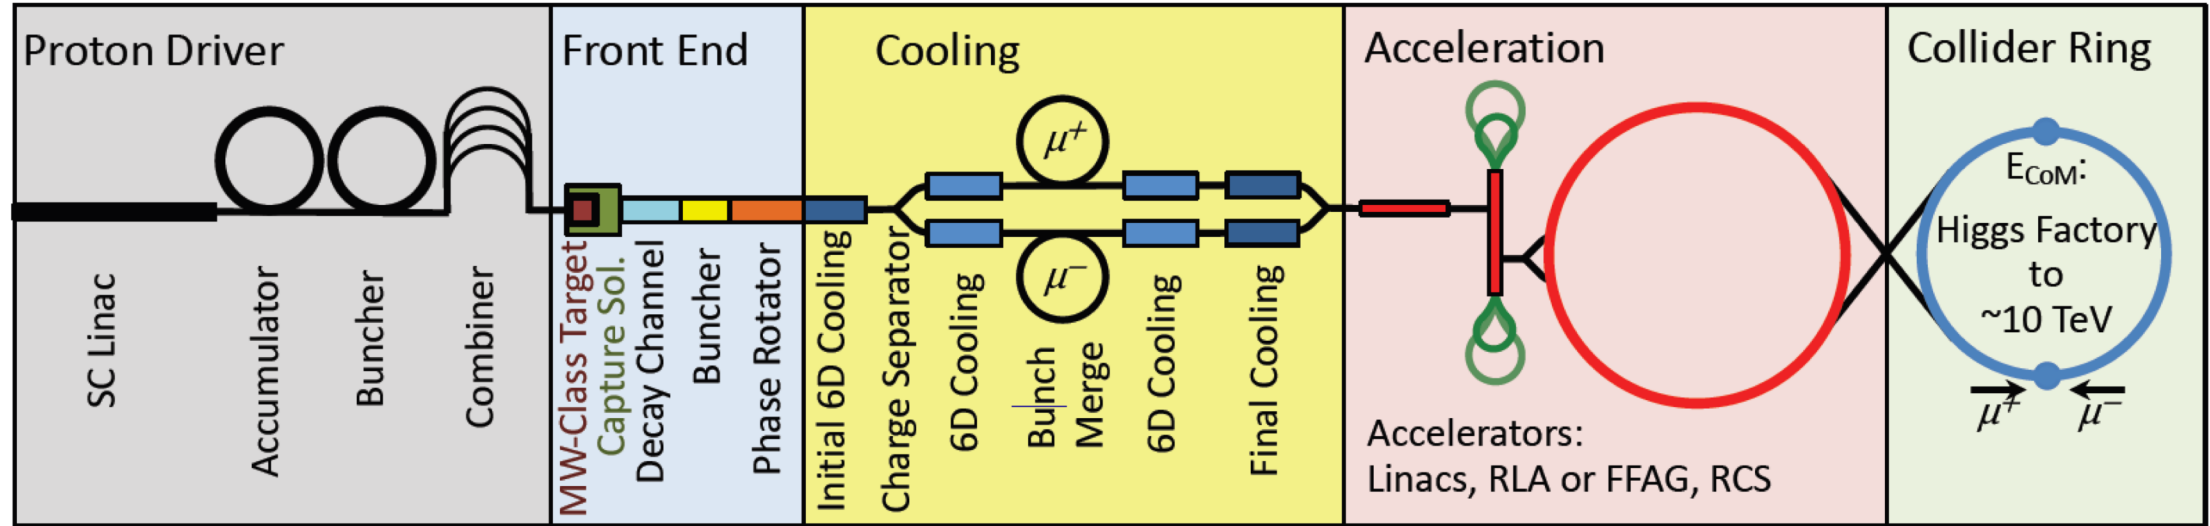 Proton Driver
Front End
Cooling
Acceleration
Collider Ring
SC Linac
Accumulator
Buncher
Combiner
MW-Class Target
Capture Sol.
Decay Channel
Buncher
Phase Rotator
Initial 6D Cooling
Charge Separator
6D Cooling
μ+
μ−
Bunch
Merge
6D Cooling
Final Cooling
Accelerators:
Linacs, RLA or FFAG, RCS
ECoM:
Higgs Factory
to
~10 TeV
μ+ μ−